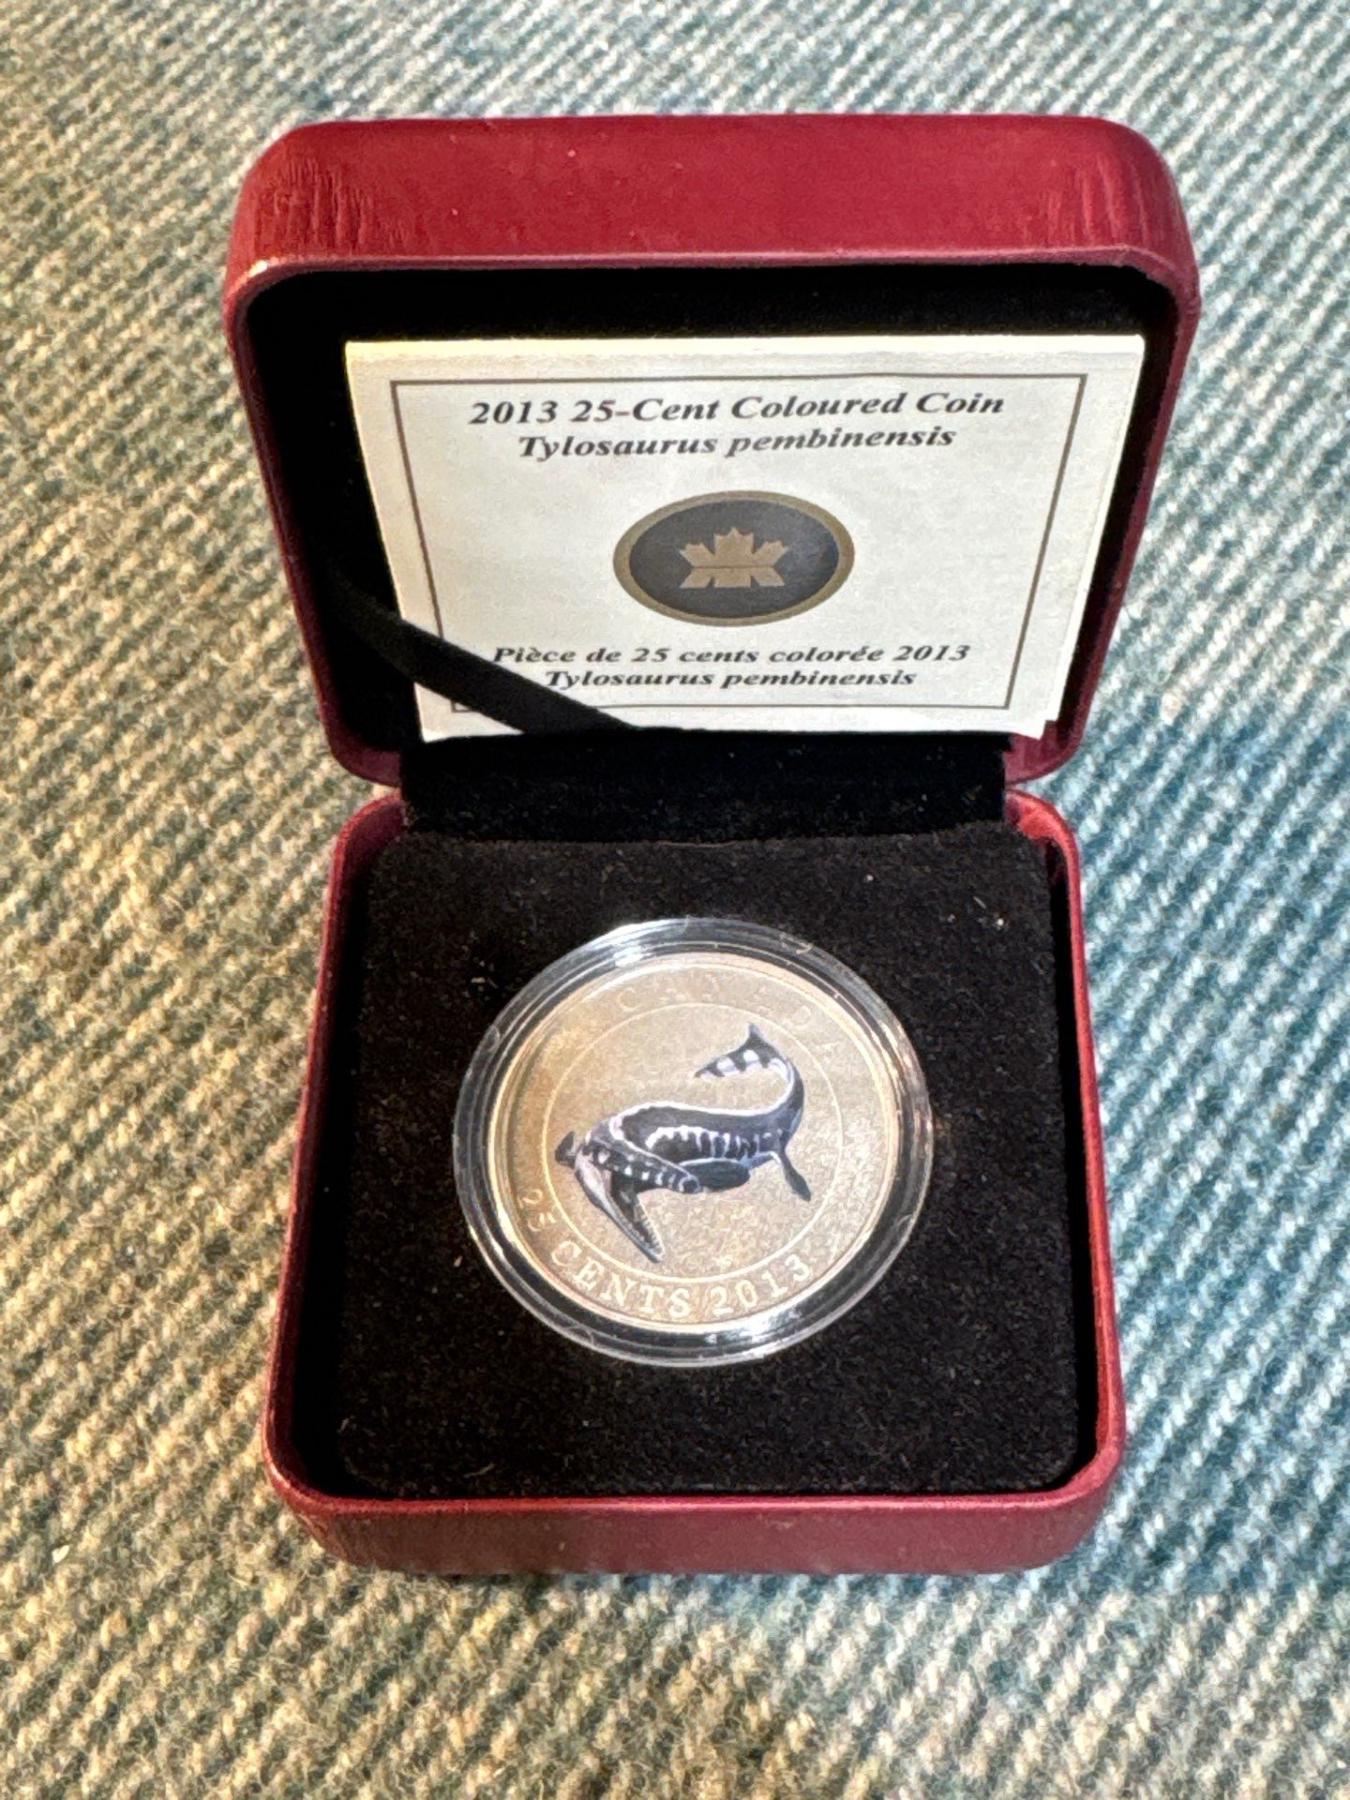 2013 25-Cent Coloured Coin
Tylosaurus pembinensis
Pièce de 25 cents colorée 2013
Tylosaurus pembinensis
CANADA
25 CENTS 2013